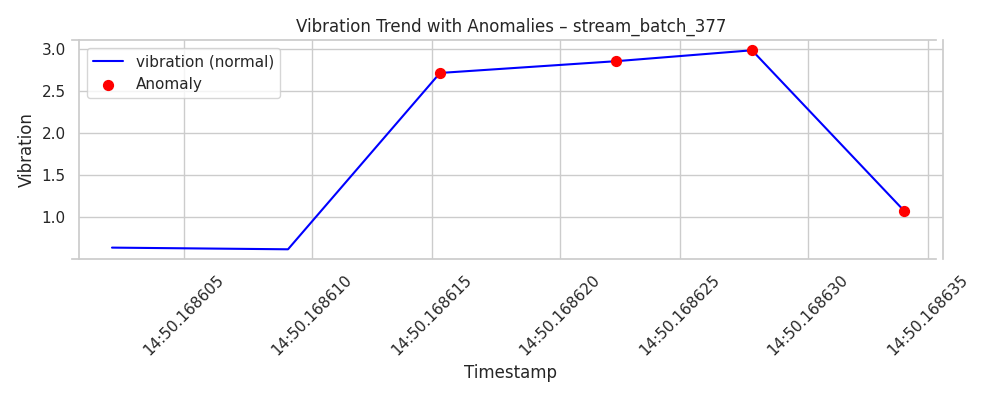 Vibration Trend with Anomalies – stream_batch_377
vibration (normal)
Anomaly
3.0
2.5
2.0
1.5
1.0
Vibration
14:50.168605
14:50.168610
14:50.168615
14:50.168620
14:50.168625
14:50.168630
14:50.168635
Timestamp